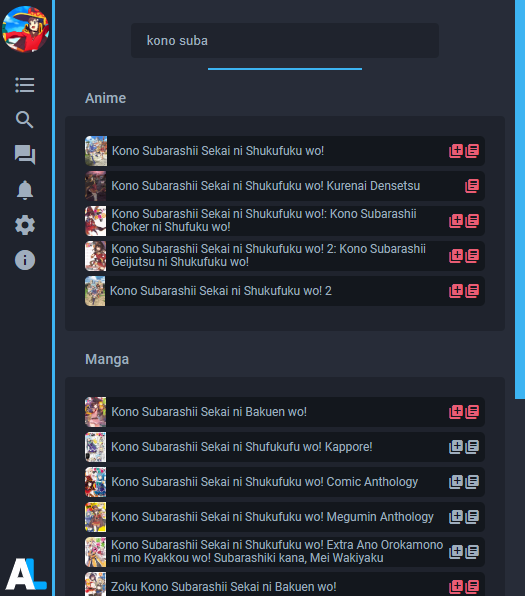 kono suba
Anime
Kono Subarashii Sekai ni Shukufuku wo!
Kono Subarashii Sekai ni Shukufuku wo! Kurenai Densetsu
Kono Subarashii Sekai ni Shukufuku wo!: Kono Subarashii
Choker ni Shufuku wo!
Kono Subarashii Sekai ni Shukufuku wo! 2: Kono Subarashii
Geijutsu ni Shukufuku wo!
Kono Subarashii Sekai ni Shukufuku wo! 2
Manga
Kono Subarashii Sekai ni Bakuen wo!
Kono Subarashii Sekai ni Shufukufu wo! Kappore!
Kono Subarashii Sekai ni Shukufuku wo! Comic Anthology
Kono Subarashii Sekai ni Shukufuku wo! Megumin Anthology
Kono Subarashii Sekai ni Shukufuku wo! Extra Ano Orokamono
ni mo Kyakkou wo! Subarashiki kana, Mei Wakiyaku
Zoku Kono Subarashii Sekai ni Bakuen wo!
AL